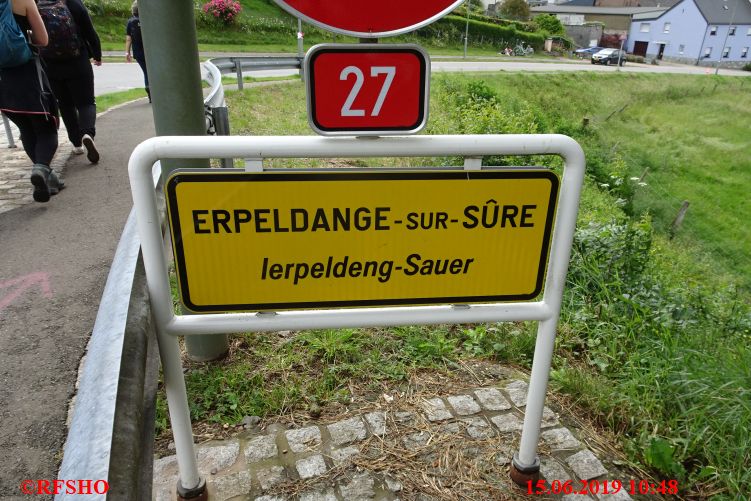 27
ERPELDANGE-SUR-SÛRE
Ierpeldeng-Sauer
©RFSHO
15.06.2019 10:48